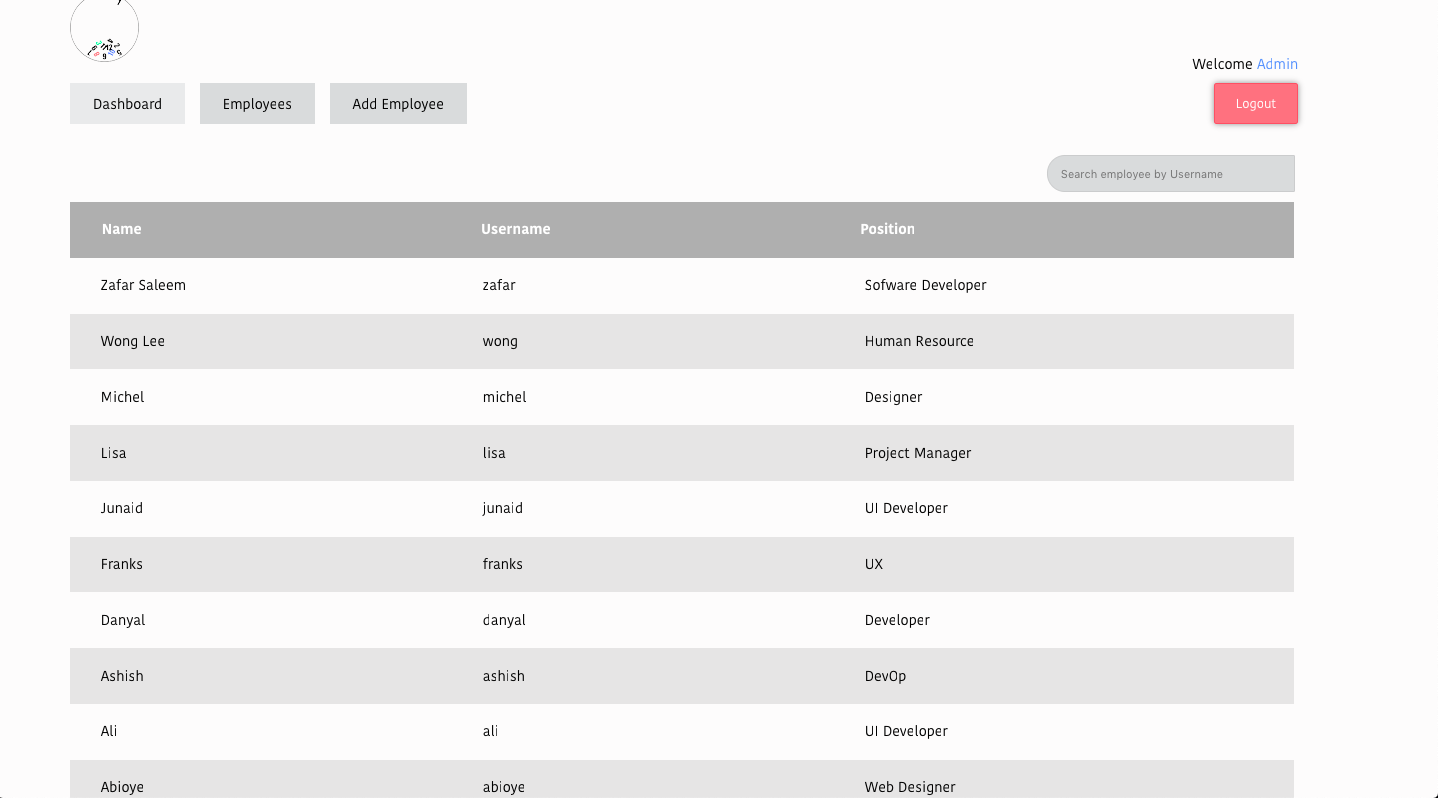 Welcome Admin
Dashboard Employees Add Employee Logout
Search employee by Username
Name Username Position
Zafar Saleem zafar Sofware Developer
Wong Lee wong Human Resource
Michel michel Designer
Lisa lisa Project Manager
Junaid junaid UI Developer
Franks franks UX
Danyal danyal Developer
Ashish ashish DevOp
Ali ali UI Developer
Abioye abioye Web Designer